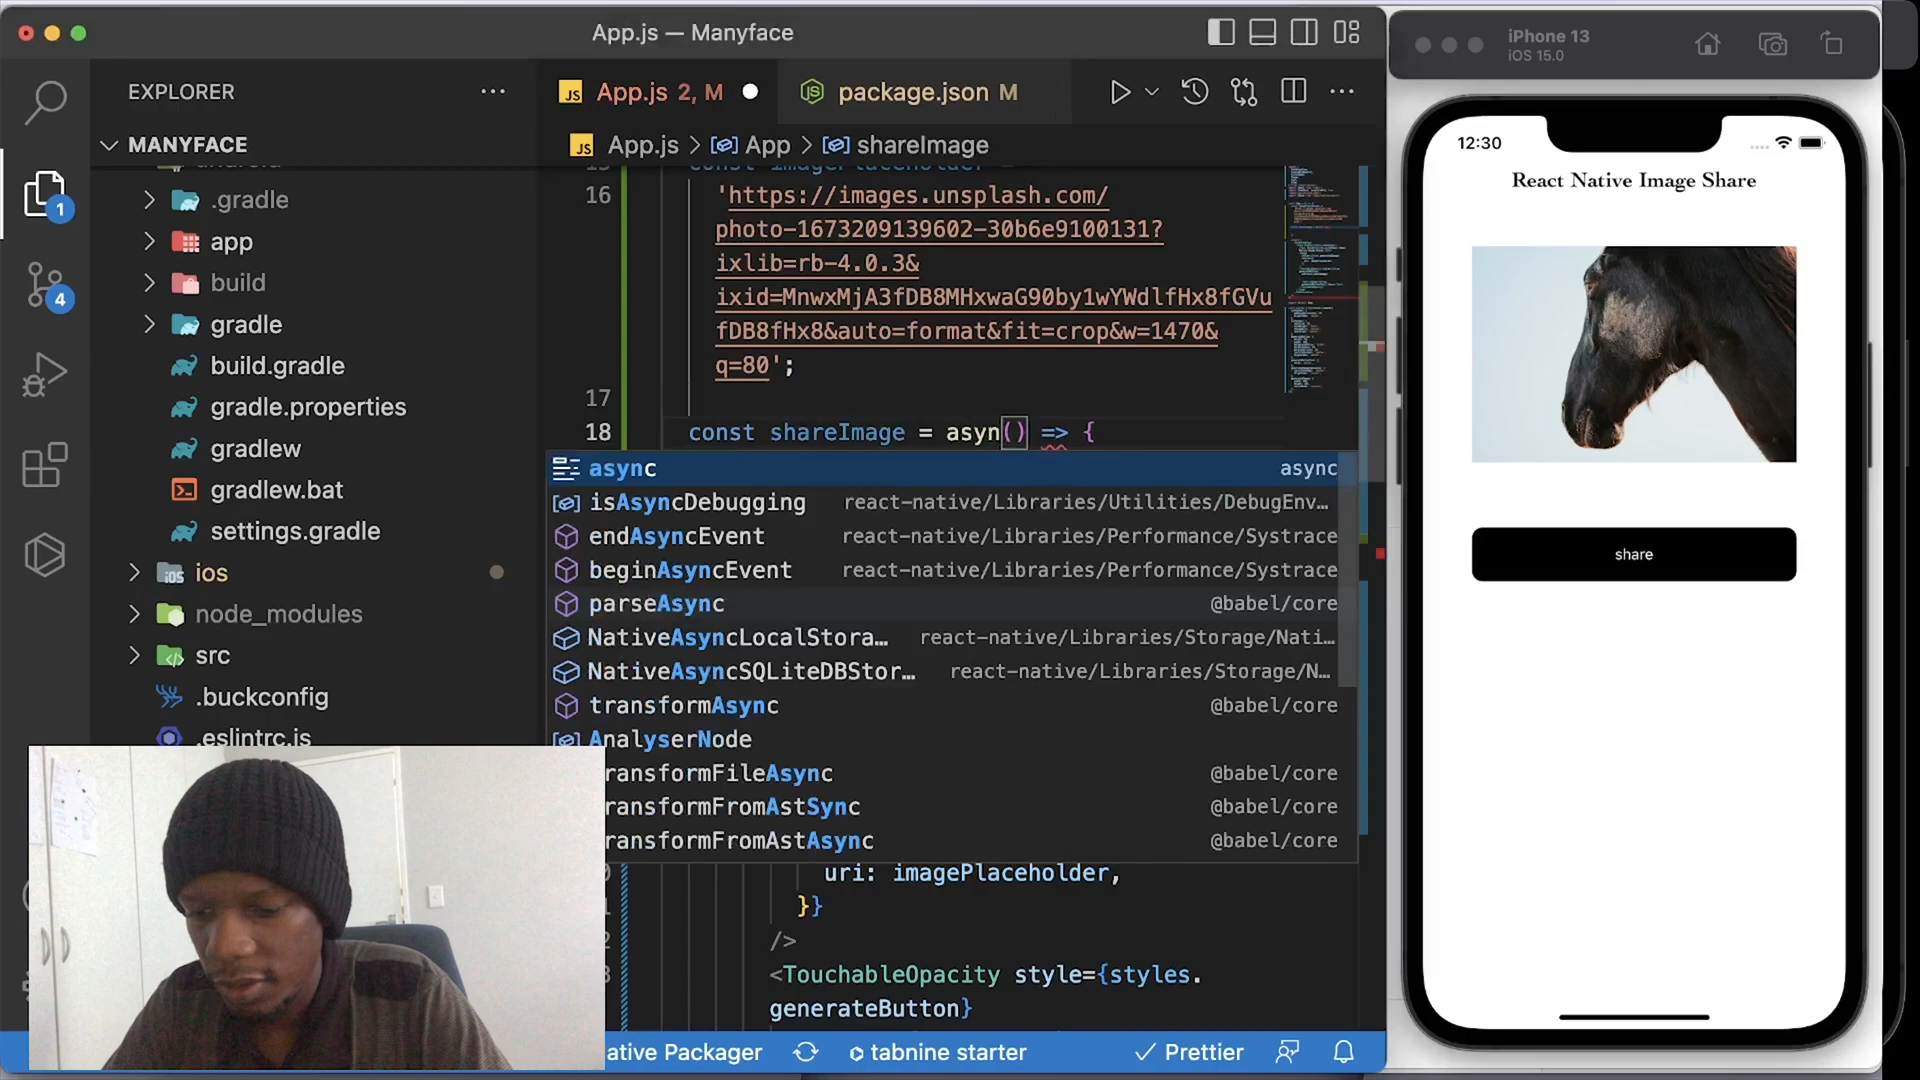 App.js — Manyface
EXPLORER
MANYFACE
.gradle
app
build
gradle
build.gradle
gradle.properties
gradlew
gradlew.bat
settings.gradle
ios
node_modules
src
.buckconfig
.eslintrc.js
1
4
JS App.js 2, M
package.json M
JS App.js > App > shareImage
const imagePlaceholder =
16 'https://images.unsplash.com/
photo-1673209139602-30b6e9100131?
ixlib=rb-4.0.3&
ixid=MnwxMjA3fDB8MHxwaG90by1wYWdlfHx8fGVu
fDB8fHx8&auto=format&fit=crop&w=1470&
q=80';
17
18 const shareImage = asyn() => {
async async
isAsyncDebugging react-native/Libraries/Utilities/DebugEnv…
endAsyncEvent react-native/Libraries/Performance/Systrace
beginAsyncEvent react-native/Libraries/Performance/Systrace
parseAsync @babel/core
NativeAsyncLocalStora… react-native/Libraries/Storage/Nati…
NativeAsyncSQLiteDBStor… react-native/Libraries/Storage/N…
transformAsync @babel/core
AnalyserNode
ransformFileAsync @babel/core
ransformFromAstSync @babel/core
ransformFromAstAsync @babel/core
uri: imagePlaceholder,
}}
/>
<TouchableOpacity style={styles.
generateButton}
ative Packager
tabnine starter
Prettier
iPhone 13
iOS 15.0
12:30
React Native Image Share
share